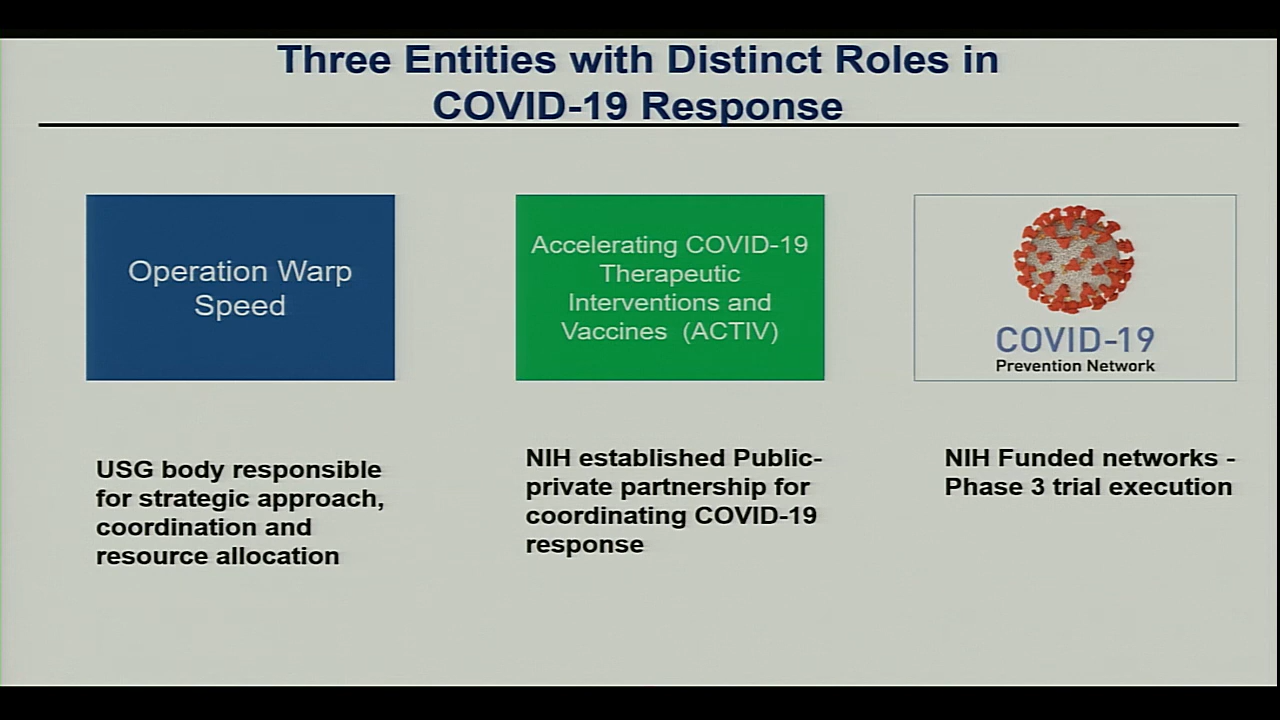 Three Entities with Distinct Roles in
COVID-19 Response
Operation Warp
Speed
USG body responsible
for strategic approach,
coordination and
resource allocation
Accelerating COVID-19
Therapeutic
Interventions and
Vaccines (ACTIV)
NIH established Public-
private partnership for
coordinating COVID-19
response
COVID-19
Prevention Network
NIH Funded networks -
Phase 3 trial execution